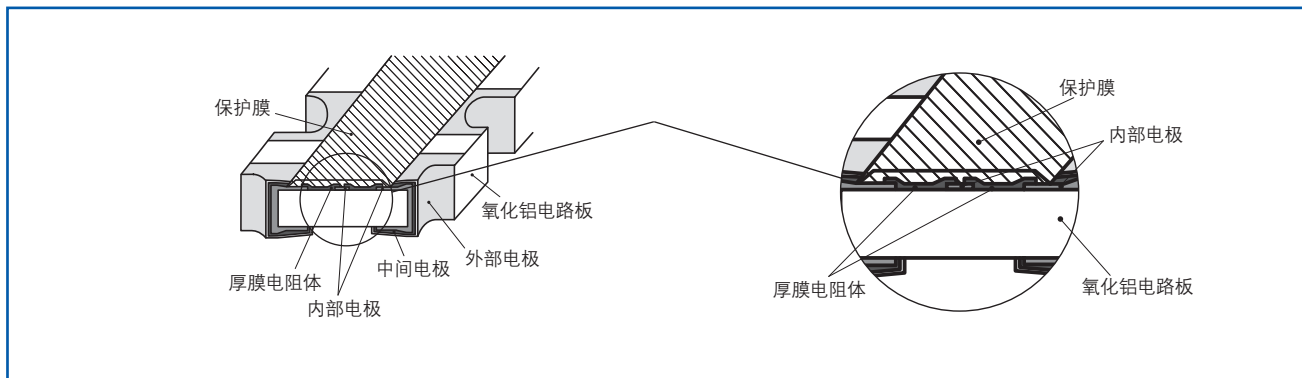 保护膜
氧化铝电路板
外部电极
中间电极
厚膜电阻体
内部电极
保护膜
内部电极
厚膜电阻体
氧化铝电路板